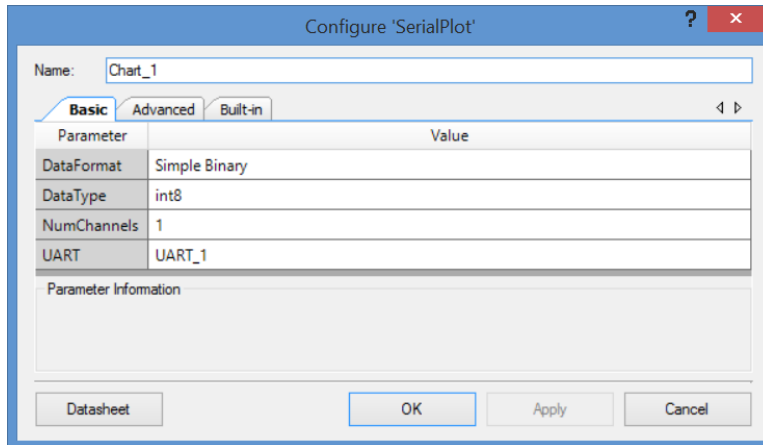 Configure 'SerialPlot'
?
Name: Chart_1
Basic Advanced Built-in
Parameter Value
DataFormat Simple Binary
DataType int8
NumChannels 1
UART UART_1
Parameter Information
Datasheet OK Apply Cancel